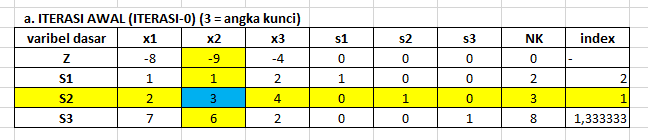 a. ITERASI AWAL (ITERASI-0) (3 = angka kunci)
varibel dasar x1 x2 x3 s1 s2 s3 NK index
Z -8 -9 -4 0 0 0 0 -
S1 1 1 2 1 0 0 2 2
S2 2 3 4 0 1 0 3 1
S3 7 6 2 0 0 1 8 1,333333